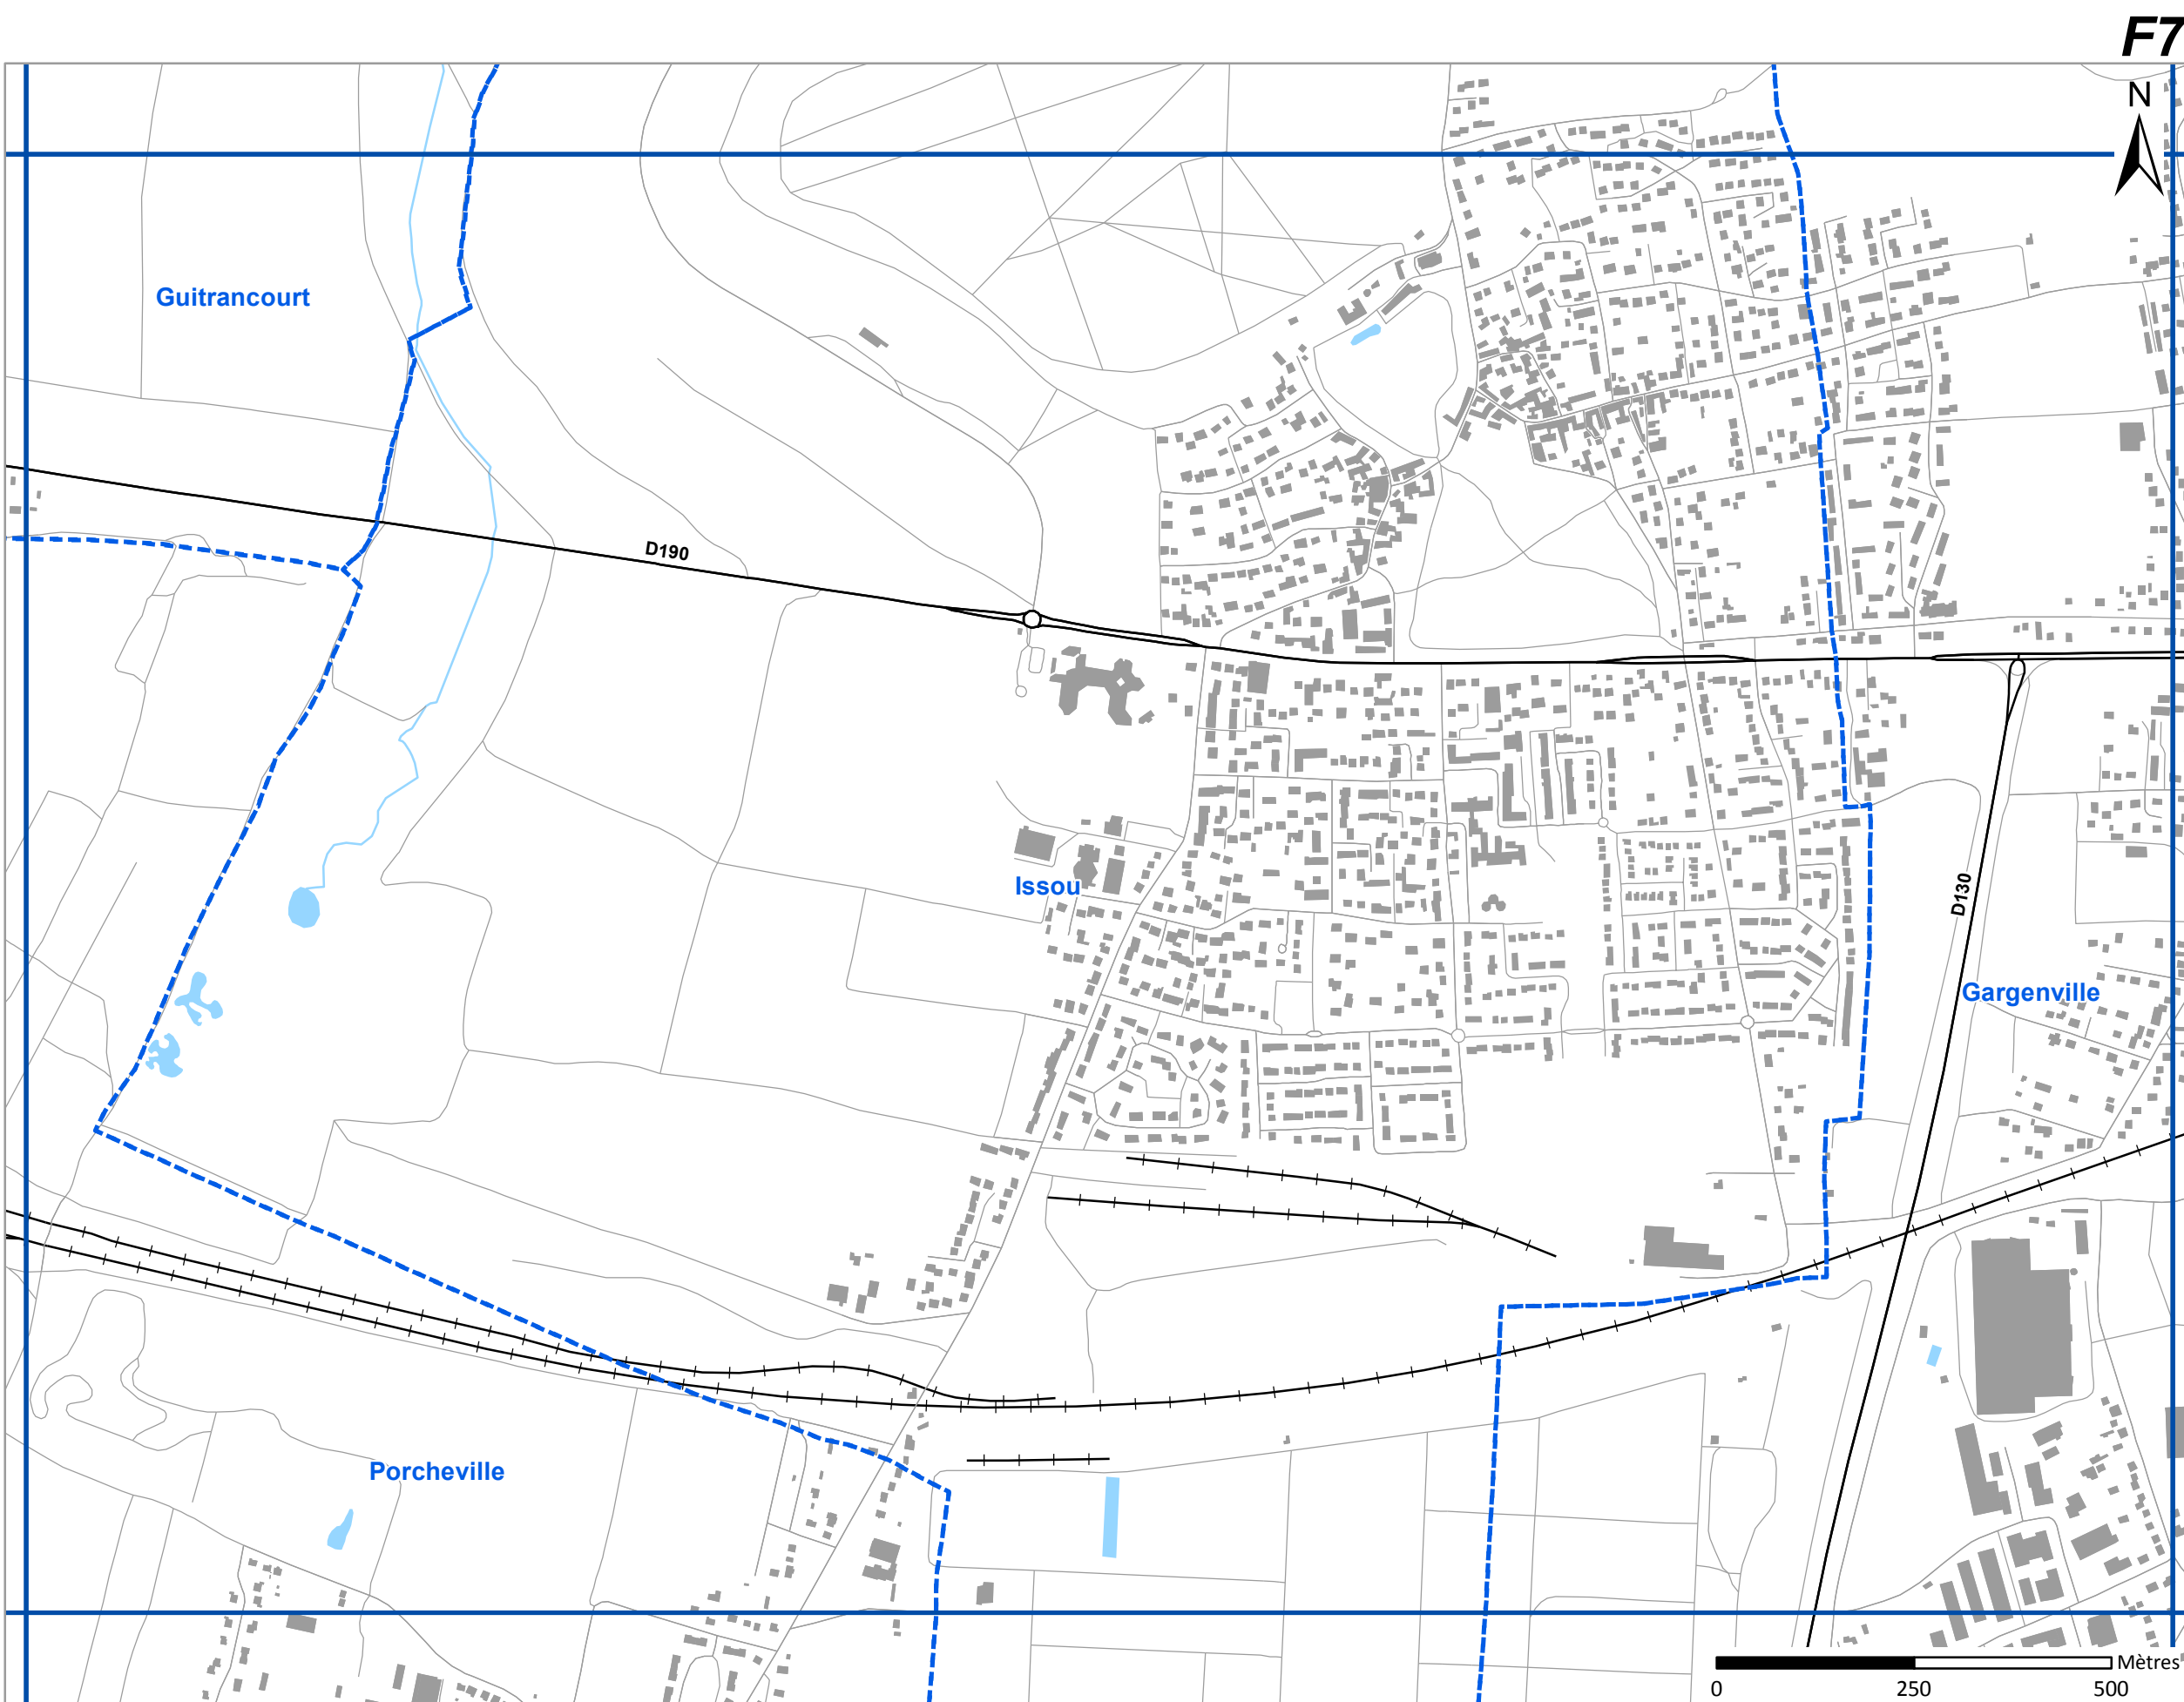 F7
N
Guitrancourt
D190
Issou
D130
Gargenville
Porcheville
Mètres
0 250 500